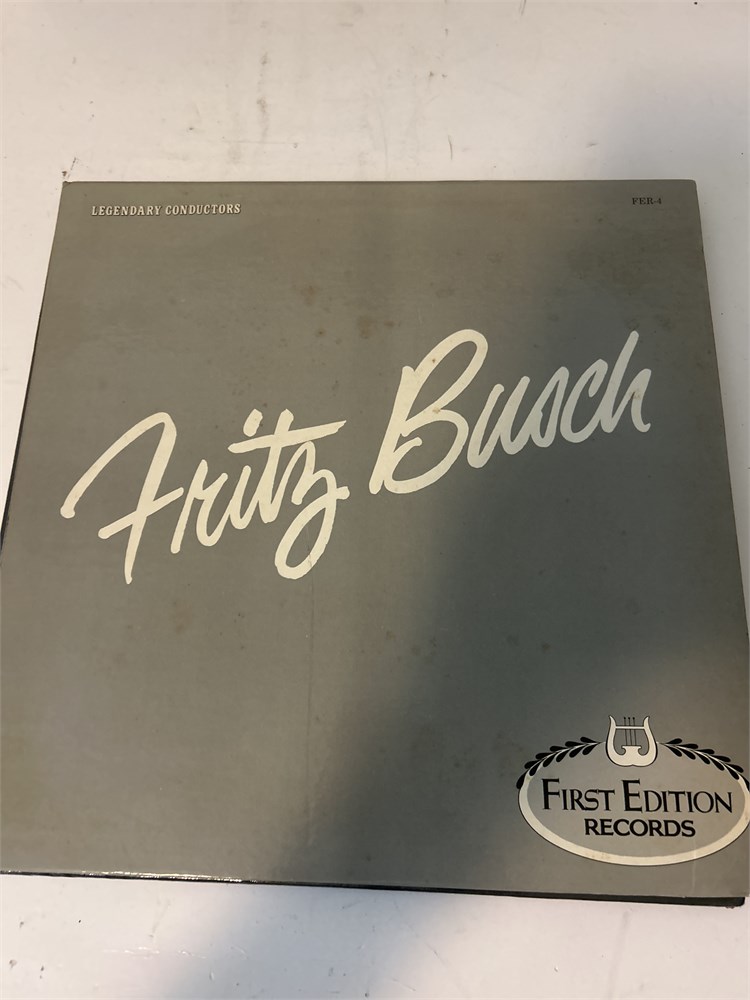 LEGENDARY CONDUCTORS
FER-4
Fritz Busch
FIRST EDITION
RECORDS